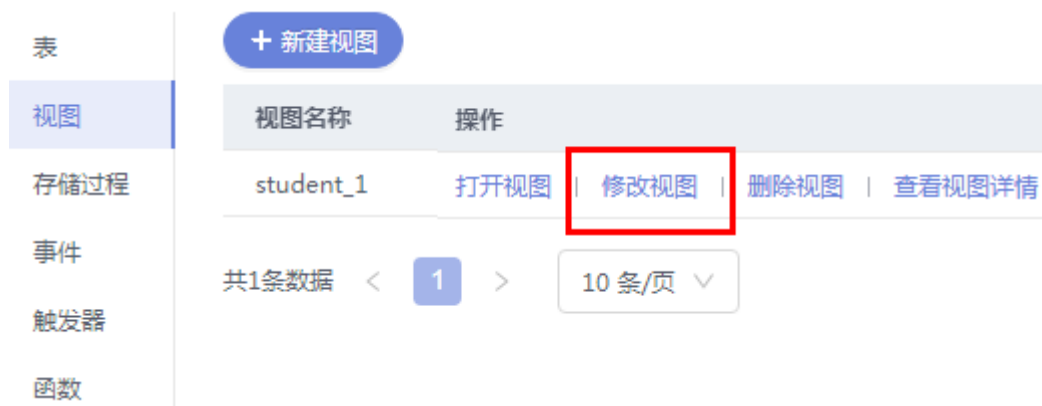 表
+ 新建视图
视图
视图名称 操作
存储过程
student_1 打开视图 | 修改视图 | 删除视图 | 查看视图详情
事件
共1条数据 < 1 > 10 条/页
触发器
函数